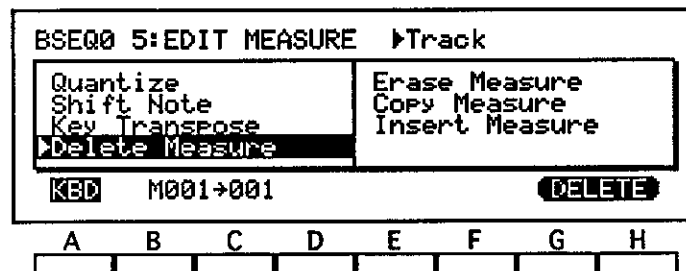 BSEQ0 5:EDIT MEASURE ▶Track
Quantize
Shift Note
Key Transpose
▶Delete Measure
Erase Measure
Copy Measure
Insert Measure
KBD M001→001 DELETE
A B C D E F G H